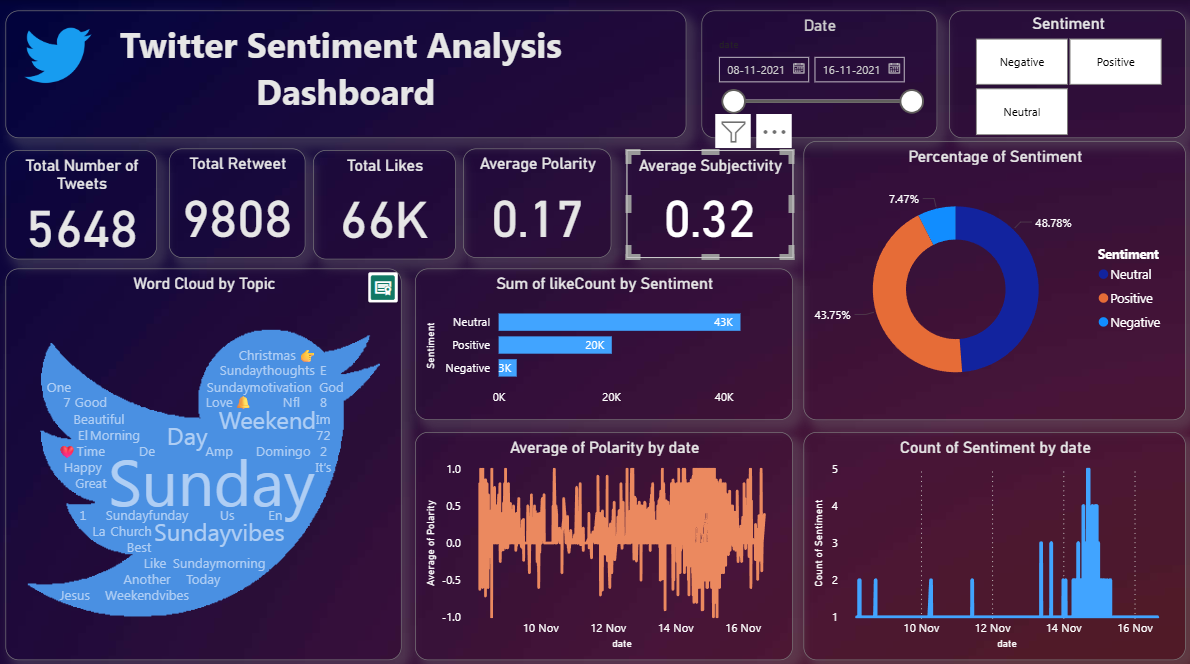 Twitter Sentiment Analysis
Dashboard
Date
08-11-2021
16-11-2021
Sentiment
Negative
Positive
Neutral
Total Number of
Tweets
5648
Total Retweet
9808
Total Likes
66K
Average Polarity
0.17
Average Subjectivity
0.32
Percentage of Sentiment
7.47%
48.78%
43.75%
Sentiment
Neutral
Positive
Negative
Word Cloud by Topic
Christmas 👉
Sundaythoughts E
One Sundaymotivation God
7 Good Love 🔔 Nfl 8
Beautiful Weekend Im
El Morning Day 72
💔 Time De Amp Domingo 2
Happy It's
Great Sunday
1 Sundayfunday Us En
La Church Sundayvibes
Best
Like Sundaymorning
Another Today
Jesus Weekendvibes
Sum of likeCount by Sentiment
Sentiment
Neutral 43K
Positive 20K
Negative 3K
0K 20K 40K
Average of Polarity by date
Average of Polarity
1.0
0.5
0.0
-0.5
-1.0
10 Nov 12 Nov 14 Nov 16 Nov
date
Count of Sentiment by date
Count of Sentiment
5
4
3
2
1
10 Nov 12 Nov 14 Nov 16 Nov
date